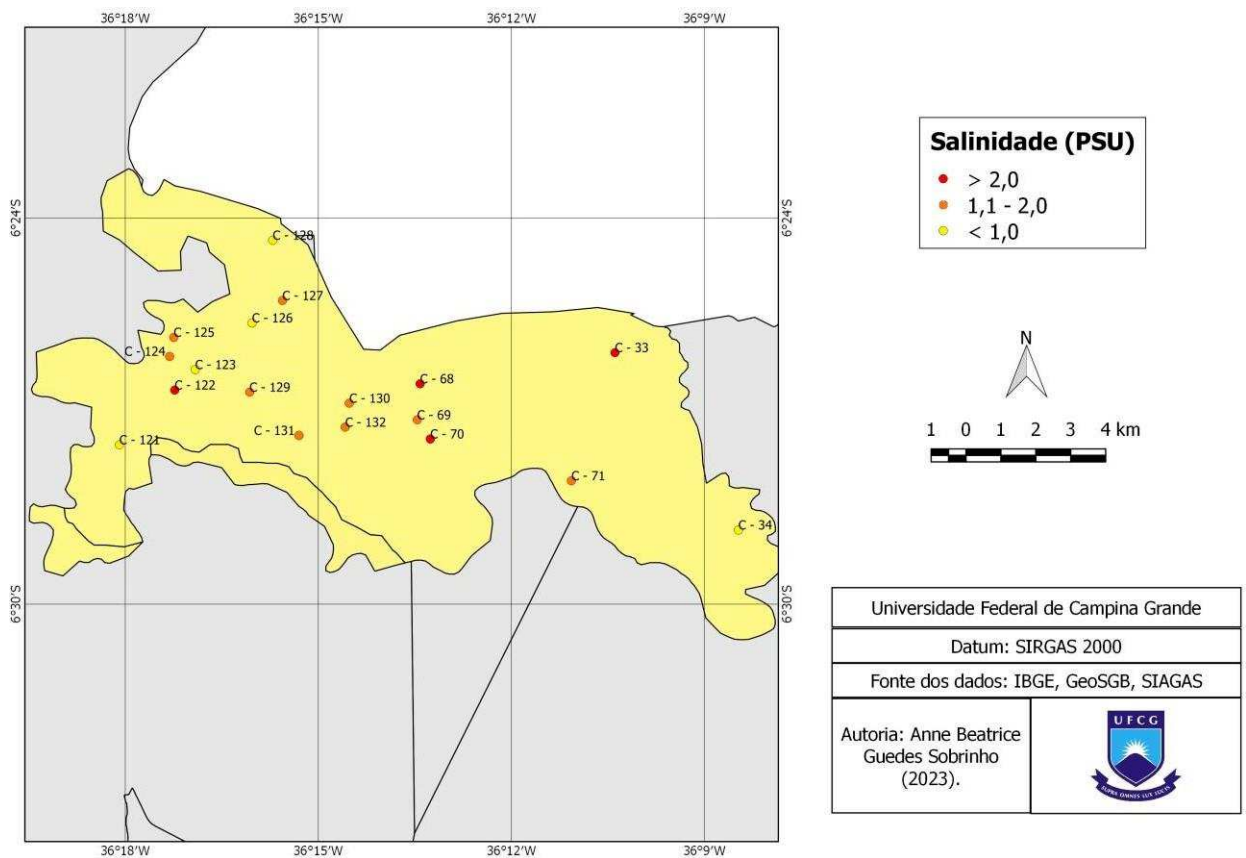 36°18'W
36°15'W
36°12'W
36°9'W
6°24'S
6°24'S
C - 128
C - 127
C - 126
C - 125
C - 124
C - 123
C - 122
C - 129
C - 33
C - 68
C - 130
C - 69
C - 132
C - 131
C - 70
C - 121
C - 71
C - 34
6°30'S
6°30'S
36°18'W
36°15'W
36°12'W
36°9'W
Salinidade (PSU)
> 2,0
1,1 - 2,0
< 1,0
N
1 0 1 2 3 4 km
Universidade Federal de Campina Grande
Datum: SIRGAS 2000
Fonte dos dados: IBGE, GeoSGB, SIAGAS
Autoria: Anne Beatrice
Guedes Sobrinho
(2023).
UFCG
SUPRA OMNES LUX LUCIS